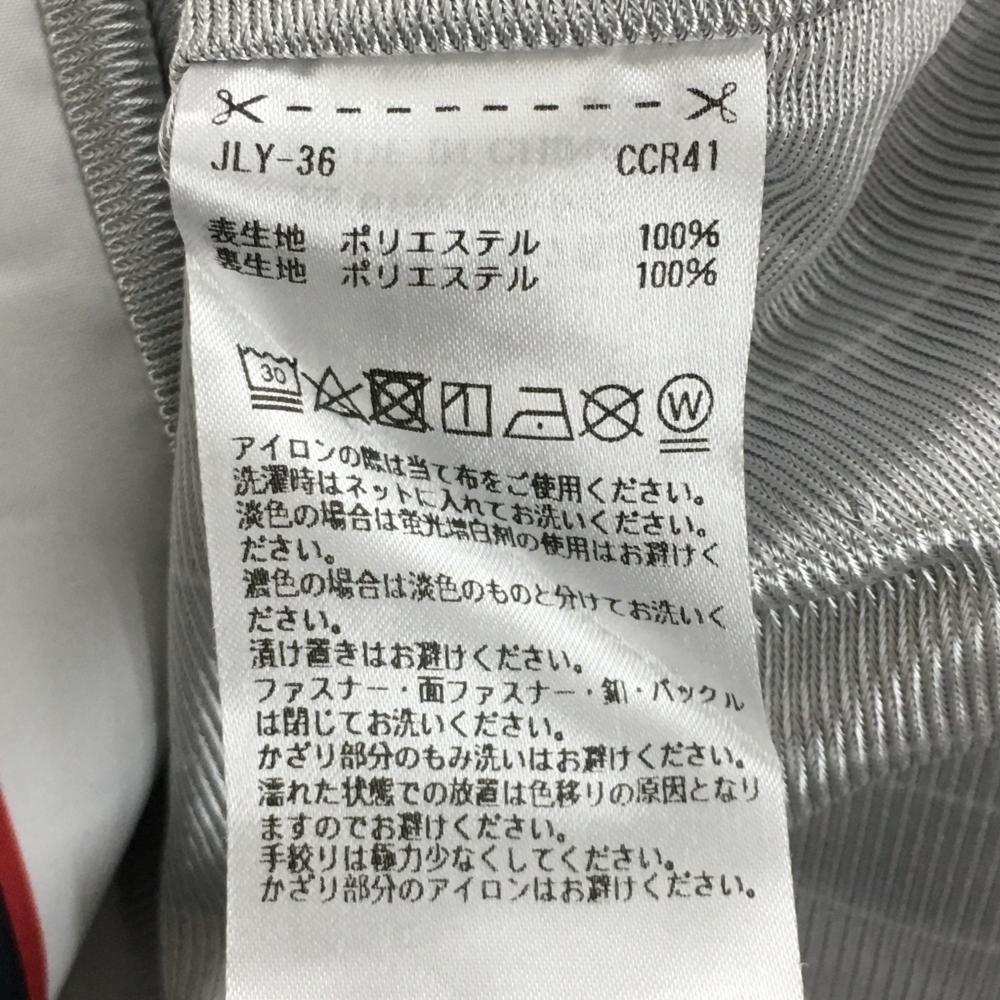 JLY-36 CCR41
表生地 ポリエステル 100%
裏生地 ポリエステル 100%
30 W
アイロンの際は当て布をご使用ください。
洗濯時はネットに入れてお洗いください。
淡色の場合は蛍光増白剤の使用はお避けく
ださい。
濃色の場合は淡色のものと分けてお洗いく
ださい。
漬け置きはお避けください。
ファスナー・面ファスナー・釦・バックル
は閉じてお洗いください。
かざり部分のもみ洗いはお避けください。
濡れた状態での放置は色移りの原因となり
ますのでお避けください。
手絞りは極力少なくしてください。
かざり部分のアイロンはお避けください。